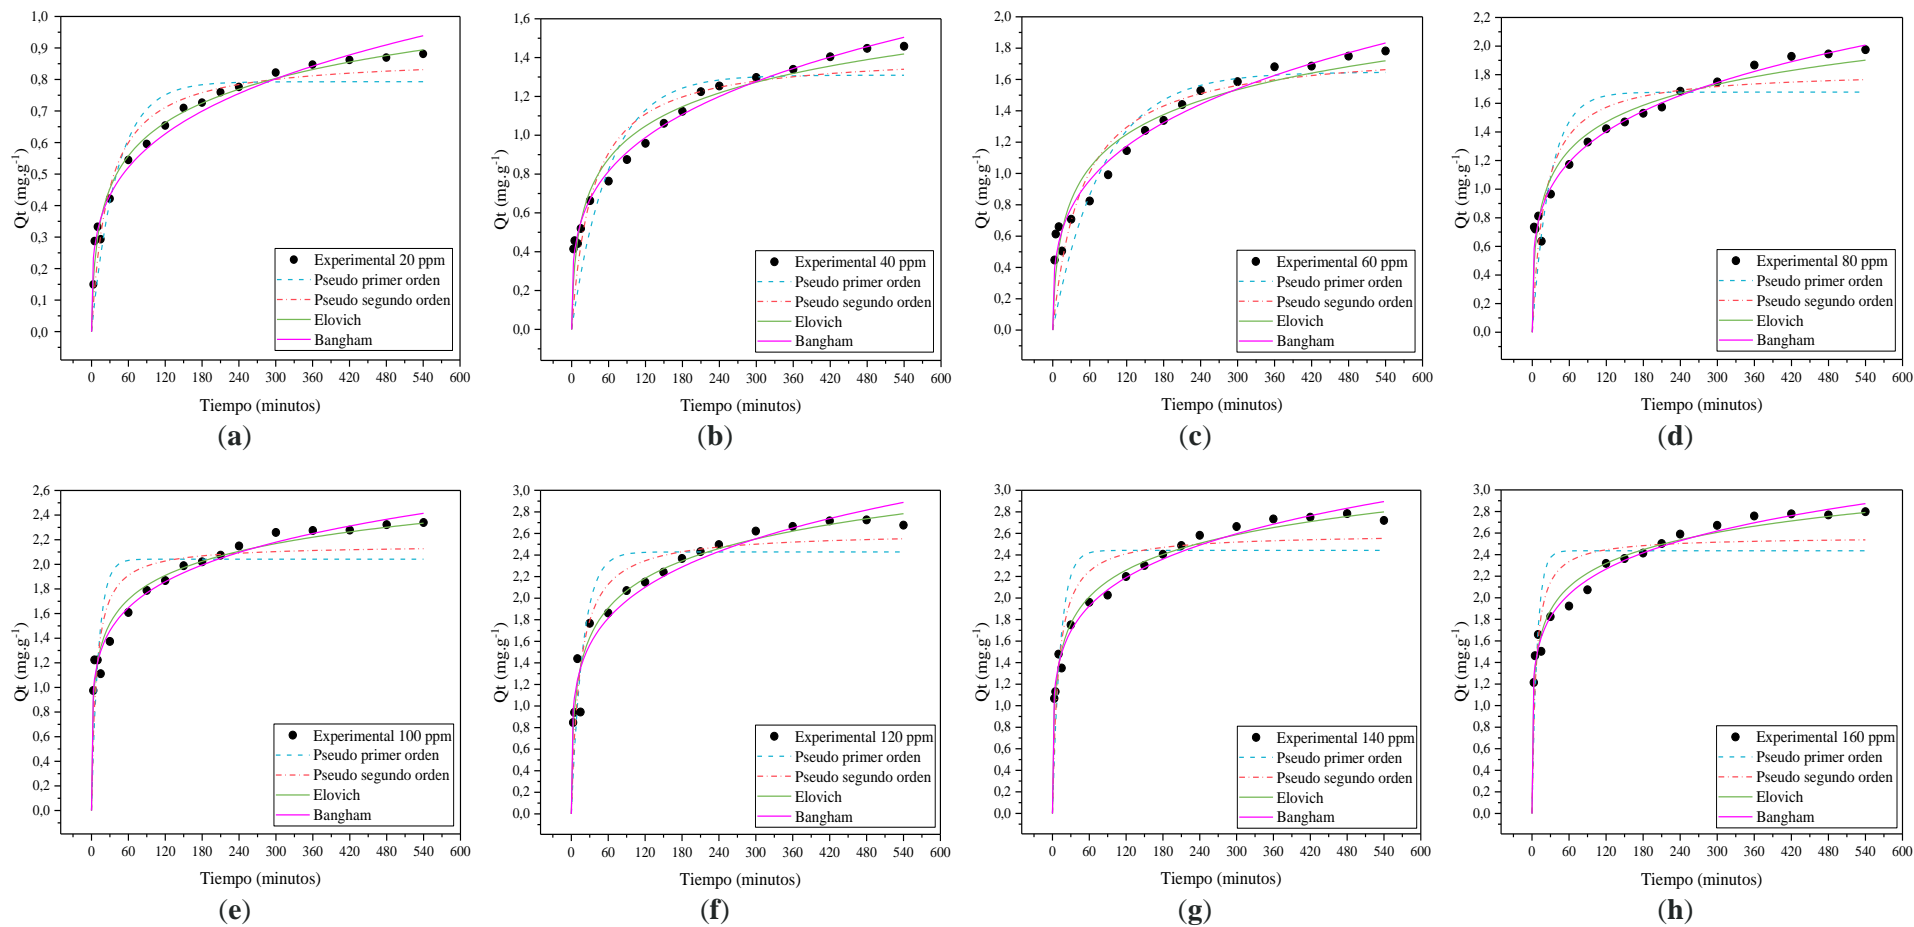 1,0
0,9
0,8
0,7
0,6
0,5
0,4
0,3
0,2
0,1
0,0
Qt (mg.g-1)
Experimental 20 ppm
Pseudo primer orden
Pseudo segundo orden
Elovich
Bangham
0 60 120 180 240 300 360 420 480 540 600
Tiempo (minutos)
(a)
1,6
1,4
1,2
1,0
0,8
0,6
0,4
0,2
0,0
Qt (mg.g-1)
Experimental 40 ppm
Pseudo primer orden
Pseudo segundo orden
Elovich
Bangham
0 60 120 180 240 300 360 420 480 540 600
Tiempo (minutos)
(b)
2,0
1,8
1,6
1,4
1,2
1,0
0,8
0,6
0,4
0,2
0,0
Qt (mg.g-1)
Experimental 60 ppm
Pseudo primer orden
Pseudo segundo orden
Elovich
Bangham
0 60 120 180 240 300 360 420 480 540 600
Tiempo (minutos)
(c)
2,2
2,0
1,8
1,6
1,4
1,2
1,0
0,8
0,6
0,4
0,2
0,0
Qt (mg.g-1)
Experimental 80 ppm
Pseudo primer orden
Pseudo segundo orden
Elovich
Bangham
0 60 120 180 240 300 360 420 480 540 600
Tiempo (minutos)
(d)
2,6
2,4
2,2
2,0
1,8
1,6
1,4
1,2
1,0
0,8
0,6
0,4
0,2
0,0
Qt (mg.g-1)
Experimental 100 ppm
Pseudo primer orden
Pseudo segundo orden
Elovich
Bangham
0 60 120 180 240 300 360 420 480 540 600
Tiempo (minutos)
(e)
3,0
2,8
2,6
2,4
2,2
2,0
1,8
1,6
1,4
1,2
1,0
0,8
0,6
0,4
0,2
0,0
Qt (mg.g-1)
Experimental 120 ppm
Pseudo primer orden
Pseudo segundo orden
Elovich
Bangham
0 60 120 180 240 300 360 420 480 540 600
Tiempo (minutos)
(f)
3,0
2,8
2,6
2,4
2,2
2,0
1,8
1,6
1,4
1,2
1,0
0,8
0,6
0,4
0,2
0,0
Qt (mg.g-1)
Experimental 140 ppm
Pseudo primer orden
Pseudo segundo orden
Elovich
Bangham
0 60 120 180 240 300 360 420 480 540 600
Tiempo (minutos)
(g)
3,0
2,8
2,6
2,4
2,2
2,0
1,8
1,6
1,4
1,2
1,0
0,8
0,6
0,4
0,2
0,0
Qt (mg.g-1)
Experimental 160 ppm
Pseudo primer orden
Pseudo segundo orden
Elovich
Bangham
0 60 120 180 240 300 360 420 480 540 600
Tiempo (minutos)
(h)